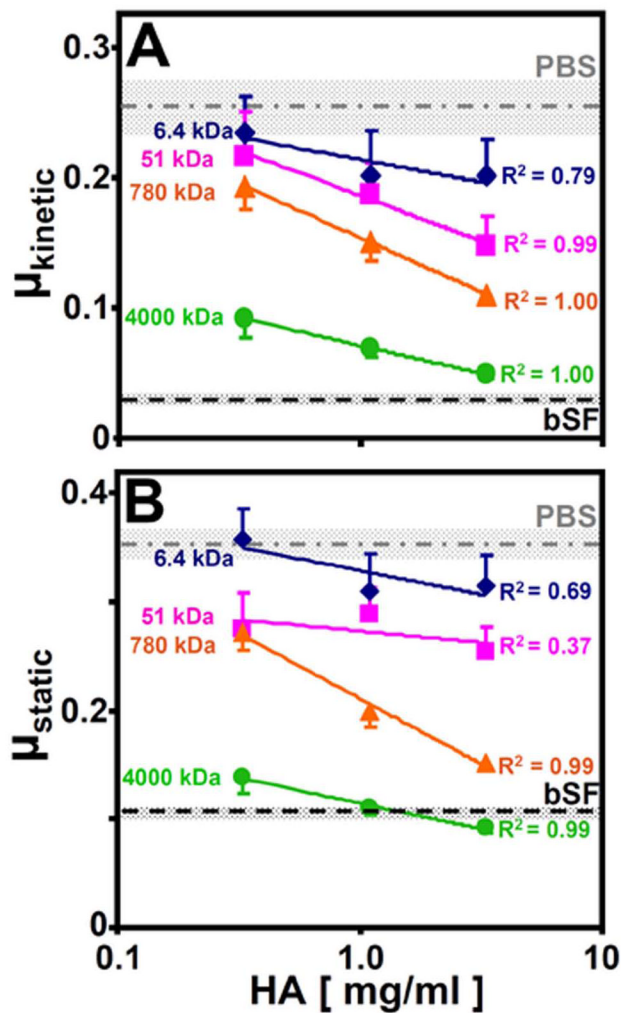 A
0.3
PBS
6.4 kDa
51 kDa
0.2
R² = 0.79
780 kDa
R² = 0.99
μkinetic
R² = 1.00
0.1
4000 kDa
R² = 1.00
bSF
0
B
0.4
PBS
6.4 kDa
R² = 0.69
51 kDa
R² = 0.37
780 kDa
μstatic
0.2
R² = 0.99
4000 kDa
bSF
R² = 0.99
0
0.1 1.0 10
HA [ mg/ml ]